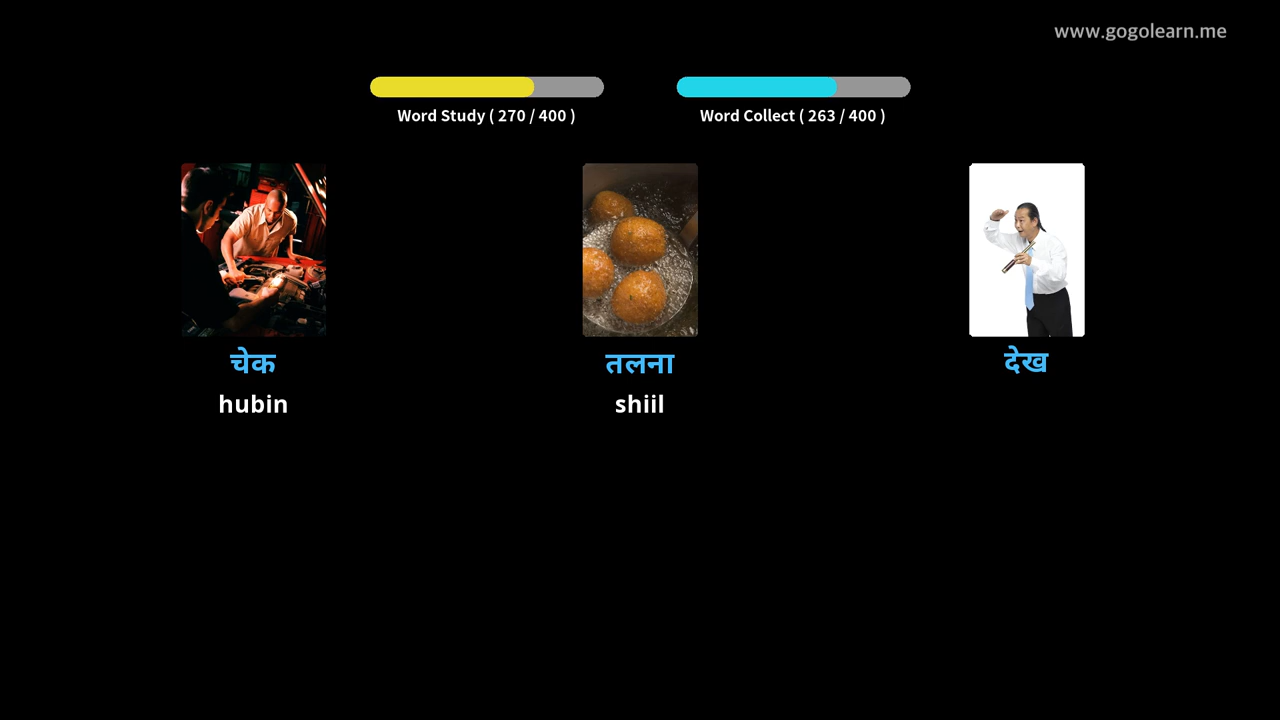 www.gogolearn.me
Word Study ( 270 / 400 )
Word Collect ( 263 / 400 )
चेक
तलना
देख
hubin
shiil